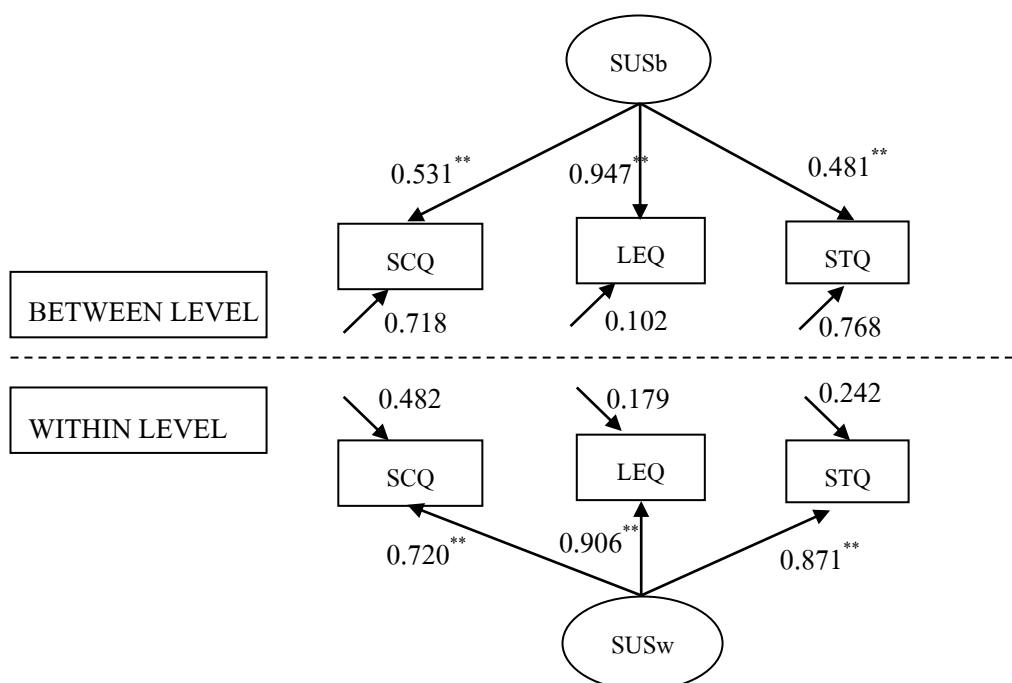 SUSb
0.531**
0.947**
0.481**
SCQ
LEQ
STQ
BETWEEN LEVEL
0.718
0.102
0.768
WITHIN LEVEL
0.482
0.179
0.242
SCQ
LEQ
STQ
0.720**
0.906**
0.871**
SUSw